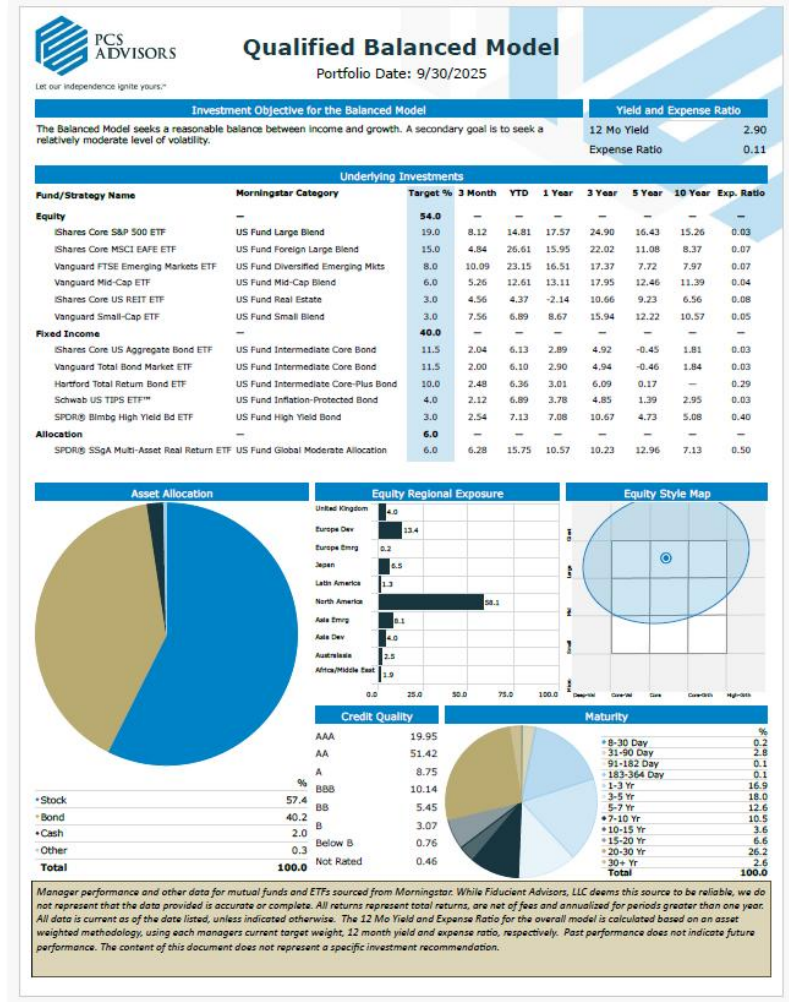 PCS
ADVISORS
Let our independence ignite yours.℠
Qualified Balanced Model
Portfolio Date: 9/30/2025
Investment Objective for the Balanced Model
The Balanced Model seeks a reasonable balance between income and growth. A secondary goal is to seek a
relatively moderate level of volatility.
Yield and Expense Ratio
12 Mo Yield 2.90
Expense Ratio 0.11
Underlying Investments
Fund/Strategy Name Morningstar Category Target % 3 Month YTD 1 Year 3 Year 5 Year 10 Year Exp. Ratio
Equity — 54.0 — — — — — — —
iShares Core S&P 500 ETF US Fund Large Blend 19.0 8.12 14.81 17.57 24.90 16.43 15.26 0.03
iShares Core MSCI EAFE ETF US Fund Foreign Large Blend 15.0 4.84 26.61 15.95 22.02 11.08 8.37 0.07
Vanguard FTSE Emerging Markets ETF US Fund Diversified Emerging Mkts 8.0 10.09 23.15 16.51 17.37 7.72 7.97 0.07
Vanguard Mid-Cap ETF US Fund Mid-Cap Blend 6.0 5.26 12.61 13.11 17.95 12.46 11.39 0.04
iShares Core US REIT ETF US Fund Real Estate 3.0 4.56 4.37 -2.14 10.66 9.23 6.56 0.08
Vanguard Small-Cap ETF US Fund Small Blend 3.0 7.56 6.89 8.67 15.94 12.22 10.57 0.05
Fixed Income — 40.0 — — — — — — —
iShares Core US Aggregate Bond ETF US Fund Intermediate Core Bond 11.5 2.04 6.13 2.89 4.92 -0.45 1.81 0.03
Vanguard Total Bond Market ETF US Fund Intermediate Core Bond 11.5 2.00 6.10 2.90 4.94 -0.46 1.84 0.03
Hartford Total Return Bond ETF US Fund Intermediate Core-Plus Bond 10.0 2.48 6.36 3.01 6.09 0.17 — 0.29
Schwab US TIPS ETF™ US Fund Inflation-Protected Bond 4.0 2.12 6.89 3.78 4.85 1.39 2.95 0.03
SPDR® Blmbg High Yield Bd ETF US Fund High Yield Bond 3.0 2.54 7.13 7.08 10.67 4.73 5.08 0.40
Allocation — 6.0 — — — — — — —
SPDR® SSgA Multi-Asset Real Return ETF US Fund Global Moderate Allocation 6.0 6.28 15.75 10.57 10.23 12.96 7.13 0.50
Asset Allocation
%
Stock 57.4
Bond 40.2
Cash 2.0
Other 0.3
Total 100.0
Equity Regional Exposure
United Kingdom 4.0
Europe Dev 13.4
Europe Emrg 0.2
Japan 6.5
Latin America 1.3
North America 58.1
Asia Emrg 8.1
Asia Dev 4.0
Australasia 2.5
Africa/Middle East 1.9
0.0 25.0 50.0 75.0 100.0
Equity Style Map
Giant
Large
Mid
Small
Micro
Deep-Val Core-Val Core Core-Grth High-Grth
Credit Quality
AAA 19.95
AA 51.42
A 8.75
BBB 10.14
BB 5.45
B 3.07
Below B 0.76
Not Rated 0.46
Maturity
%
8-30 Day 0.2
31-90 Day 2.8
91-182 Day 0.1
183-364 Day 0.1
1-3 Yr 16.9
3-5 Yr 18.0
5-7 Yr 12.6
7-10 Yr 10.5
10-15 Yr 3.6
15-20 Yr 6.6
20-30 Yr 26.2
30+ Yr 2.6
Total 100.0
Manager performance and other data for mutual funds and ETFs sourced from Morningstar. While Fiducient Advisors, LLC deems this source to be reliable, we do
not represent that the data provided is accurate or complete. All returns represent total returns, are net of fees and annualized for periods greater than one year.
All data is current as of the date listed, unless indicated otherwise. The 12 Mo Yield and Expense Ratio for the overall model is calculated based on an asset
weighted methodology, using each managers current target weight, 12 month yield and expense ratio, respectively. Past performance does not indicate future
performance. The content of this document does not represent a specific investment recommendation.